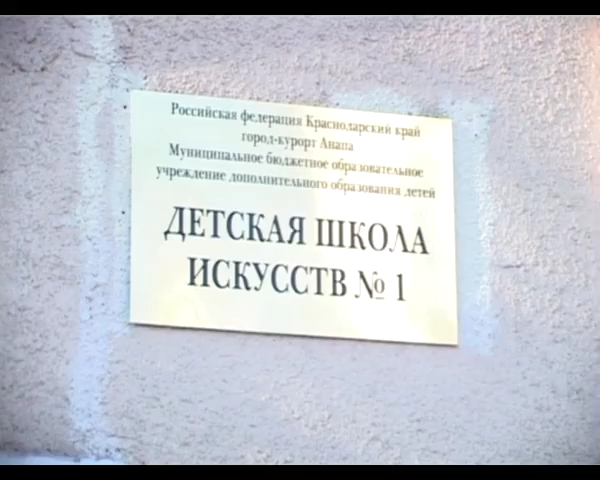 Российская федерация Краснодарский край
город-курорт Анапа
Муниципальное бюджетное образовательное
учреждение дополнительного образования детей
ДЕТСКАЯ ШКОЛА
ИСКУССТВ № 1